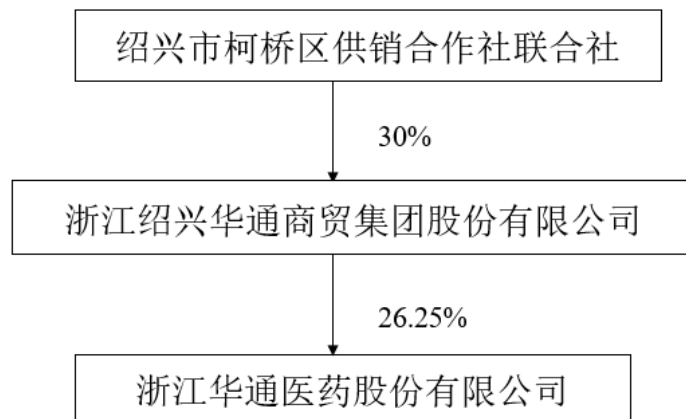 绍兴市柯桥区供销合作社联合社
30%
浙江绍兴华通商贸集团股份有限公司
26.25%
浙江华通医药股份有限公司